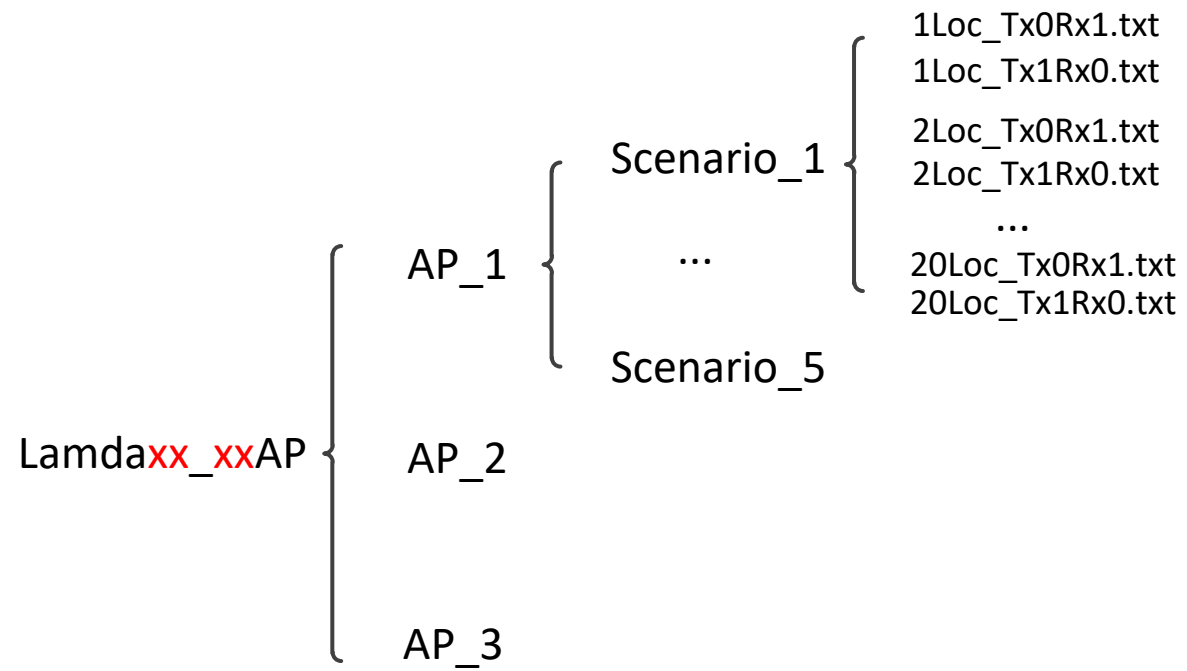 1Loc_Tx0Rx1.txt
1Loc_Tx1Rx0.txt
2Loc_Tx0Rx1.txt
Scenario_1
2Loc_Tx1Rx0.txt
...
AP_1
...
20Loc_Tx0Rx1.txt
20Loc_Tx1Rx0.txt
Scenario_5
Lamdaxx_xxAP
AP_2
AP_3